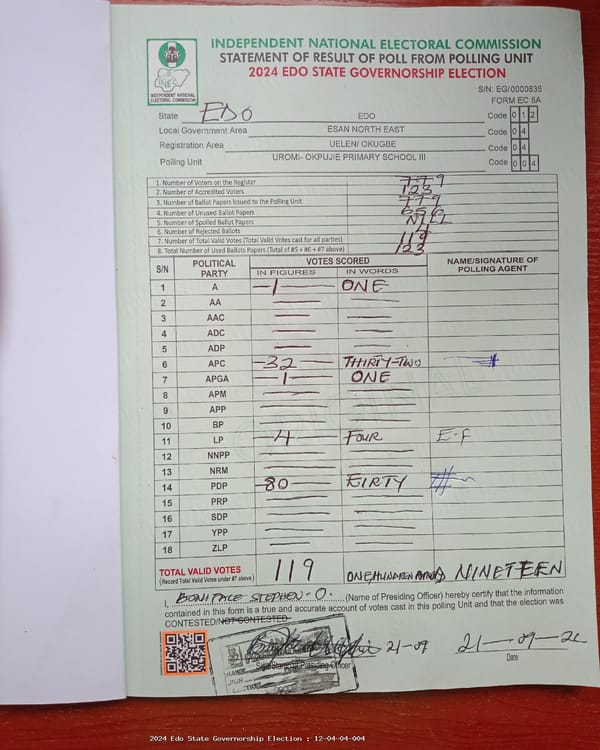 INDEPENDENT NATIONAL ELECTORAL COMMISSION
STATEMENT OF RESULT OF POLL FROM POLLING UNIT
2024 EDO STATE GOVERNORSHIP ELECTION
INEC
INDEPENDENT NATIONAL ELECTORAL COMMISSION
S/N: EG/0000835
FORM EC 8A
State EDO EDO Code 0 1 2
Local Government Area ESAN NORTH EAST Code 0 4
Registration Area UELEN/ OKUGBE Code 0 4
Polling Unit UROMI- OKPUJIE PRIMARY SCHOOL III Code 0 0 4
1. Number of Voters on the Register 779
2. Number of Accredited Voters 123
3. Number of Ballot Papers Issued to the Polling Unit 779
4. Number of Unused Ballot Papers 656
5. Number of Spoiled Ballot Papers NIL
6. Number of Rejected Ballots 4
7. Number of Total Valid Votes (Total Valid Votes cast for all parties) 119
8. Total Number of Used Ballots Papers (Total of #5 + #6 + #7 above) 123
S/N POLITICAL PARTY VOTES SCORED NAME/SIGNATURE OF POLLING AGENT
IN FIGURES IN WORDS
1 A 1 ONE
2 AA
3 AAC
4 ADC
5 ADP
6 APC 32 THIRTY-TWO
7 APGA 1 ONE
8 APM
9 APP
10 BP
11 LP 4 FOUR E-F
12 NNPP
13 NRM
14 PDP 80 EIRTY
15 PRP
16 SDP
17 YPP
18 ZLP
TOTAL VALID VOTES 119 NINETEEN
(Record Total Valid Votes under #7 above)
I, BONIFACE STEPHEN-O. (Name of Presiding Officer) hereby certify that the information
contained in this form is a true and accurate account of votes cast in this polling Unit and that the election was
CONTESTED/NOT CONTESTED
21-09 21-09-24
Presiding Officer Date
2024 Edo State Governorship Election : 12-04-04-004